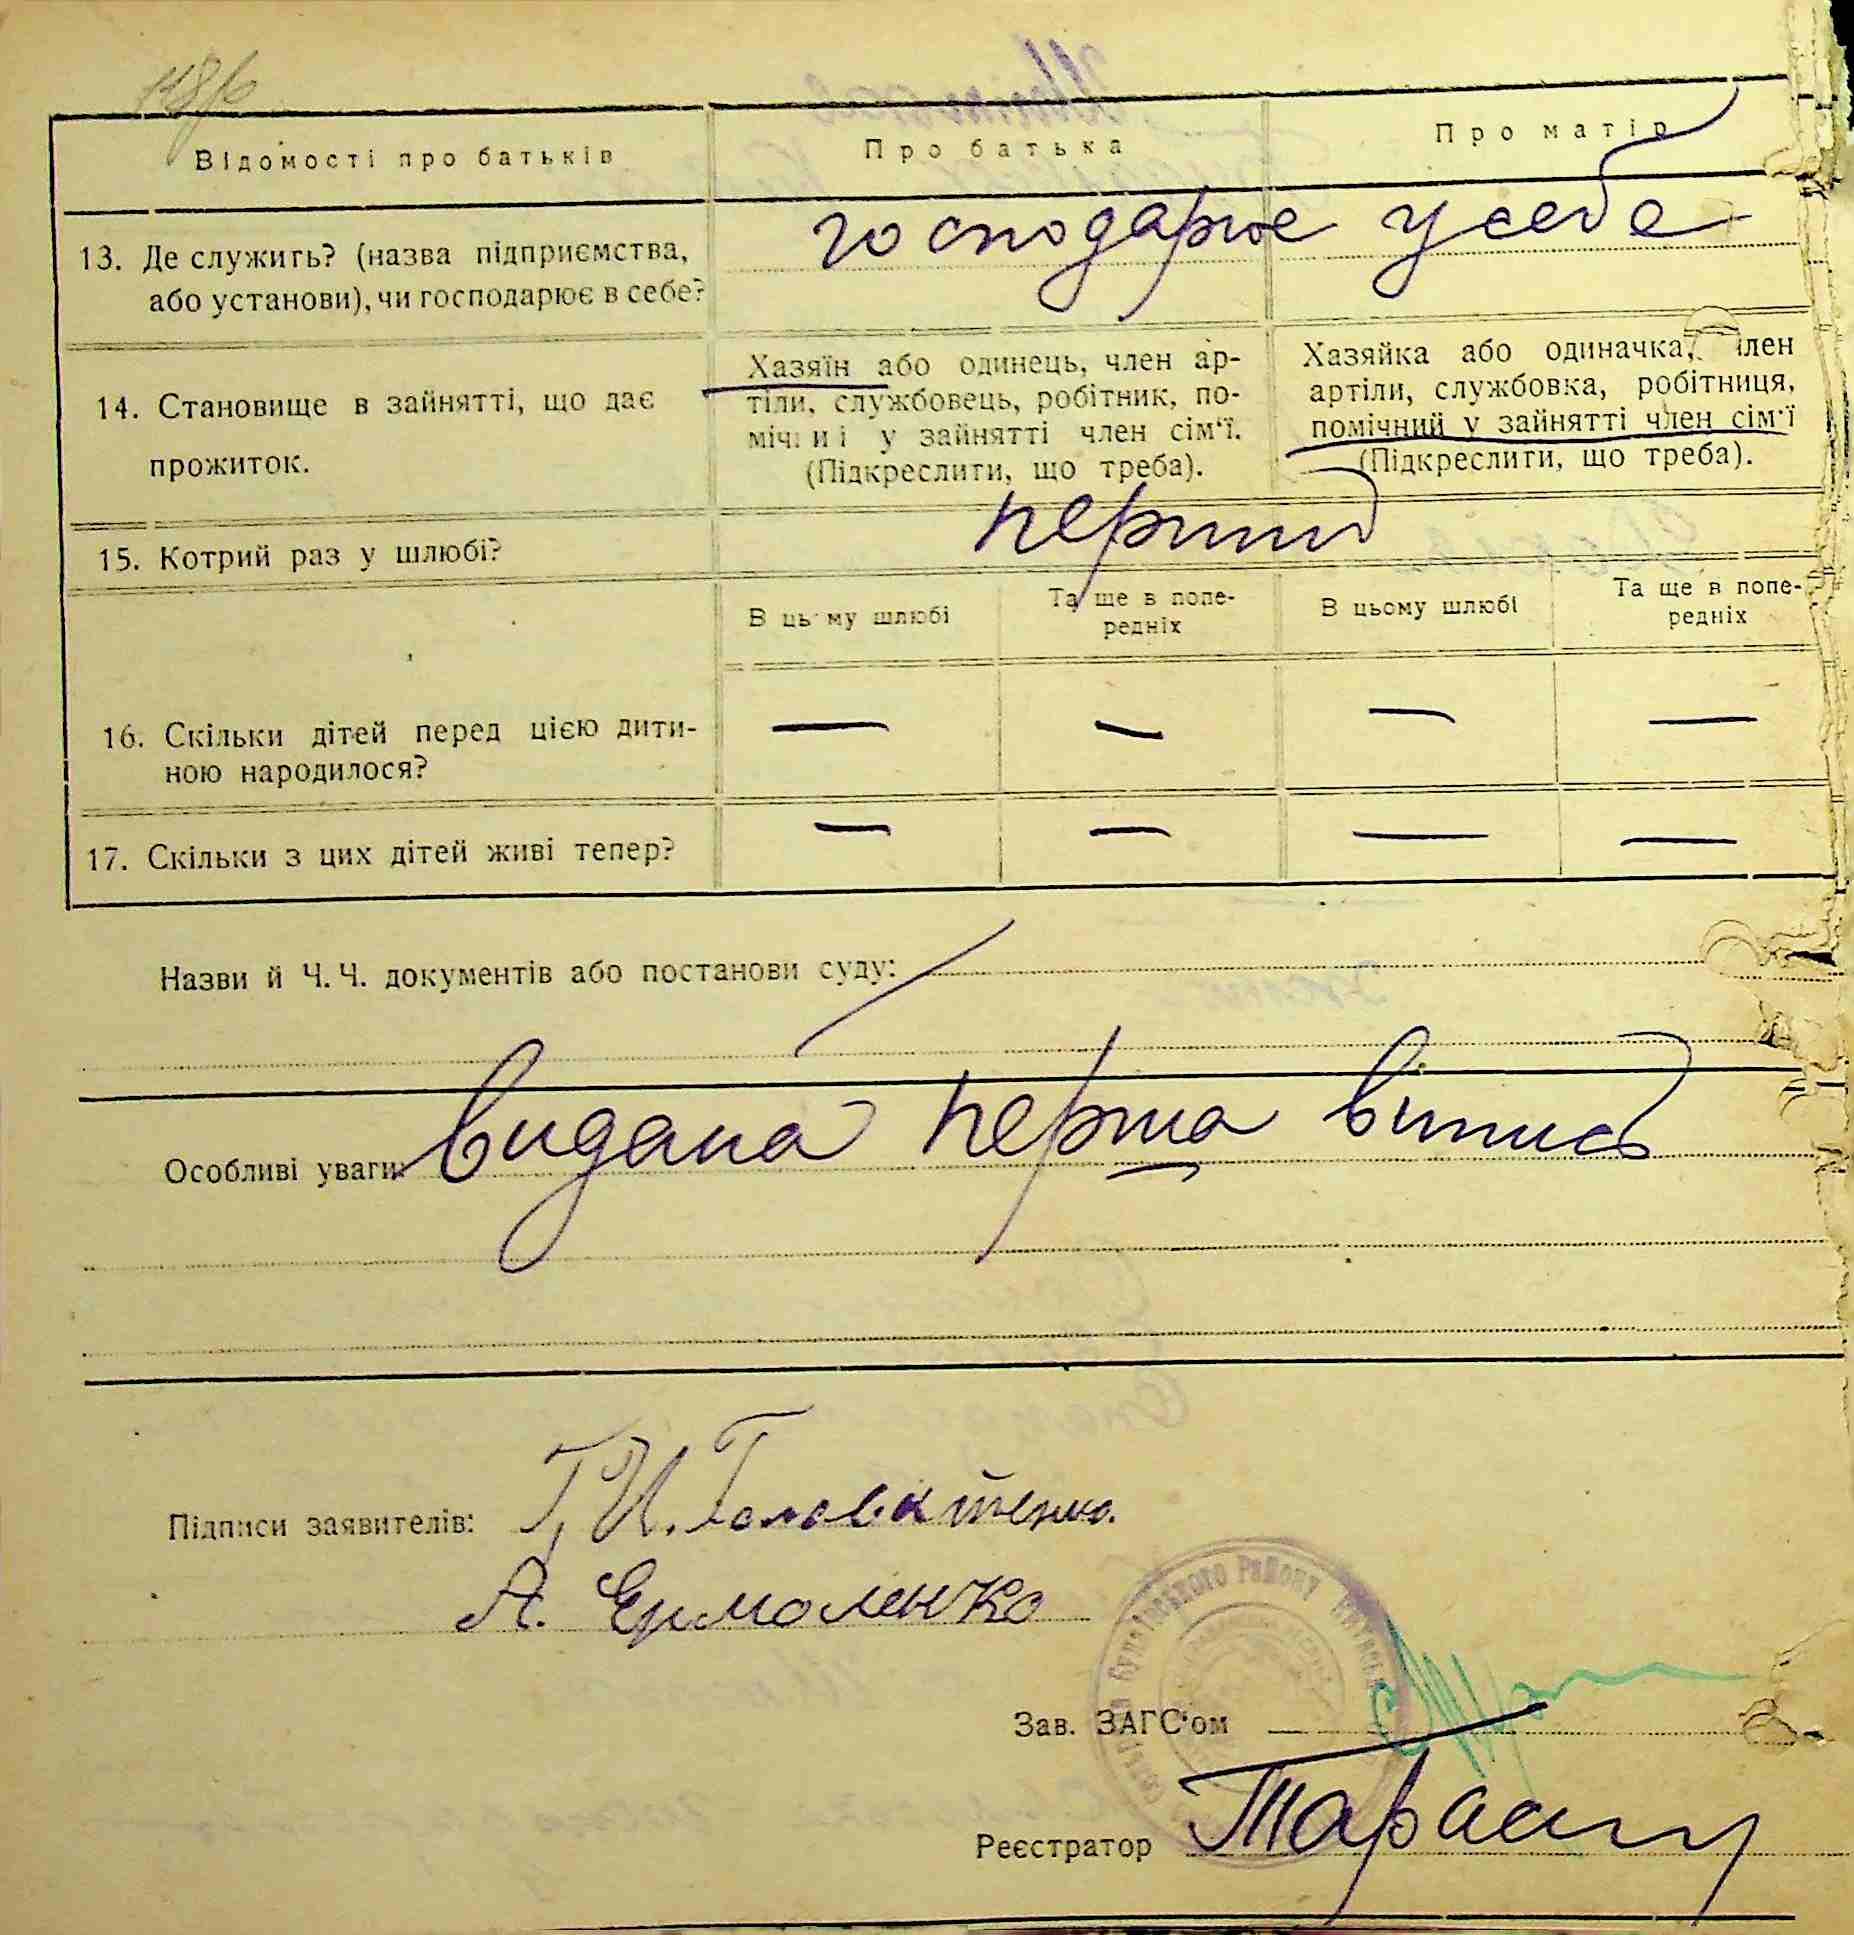 Відомості про батьків Про батька Про матір
13. Де служить? (назва підприємства,
або установи), чи господарює в себе?
господарює у себе
14. Становище в зайнятті, що дає
прожиток.
Хазяїн або одинець, член ар-
тіли, службовець, робітник, по-
мічний у зайнятті член сім'ї.
(Підкреслити, що треба).
Хазяйка або одиначка, член
артіли, службовка, робітниця,
помічний у зайнятті член сім'ї
(Підкреслити, що треба).
15. Котрий раз у шлюбі? перший
В цьому шлюбі
Та ще в попе-
редніх
В цьому шлюбі
Та ще в попе-
редніх
16. Скільки дітей перед цією дити-
ною народилося?
— — — —
17. Скільки з цих дітей живі тепер? — — — —
Назви й Ч. Ч. документів або постанови суду:
Особливі уваги: видана перша випись
Підписи заявителів: Г. И. Головатенко.
А. Ермоленко
Зав. ЗАГС'ом
Реєстратор